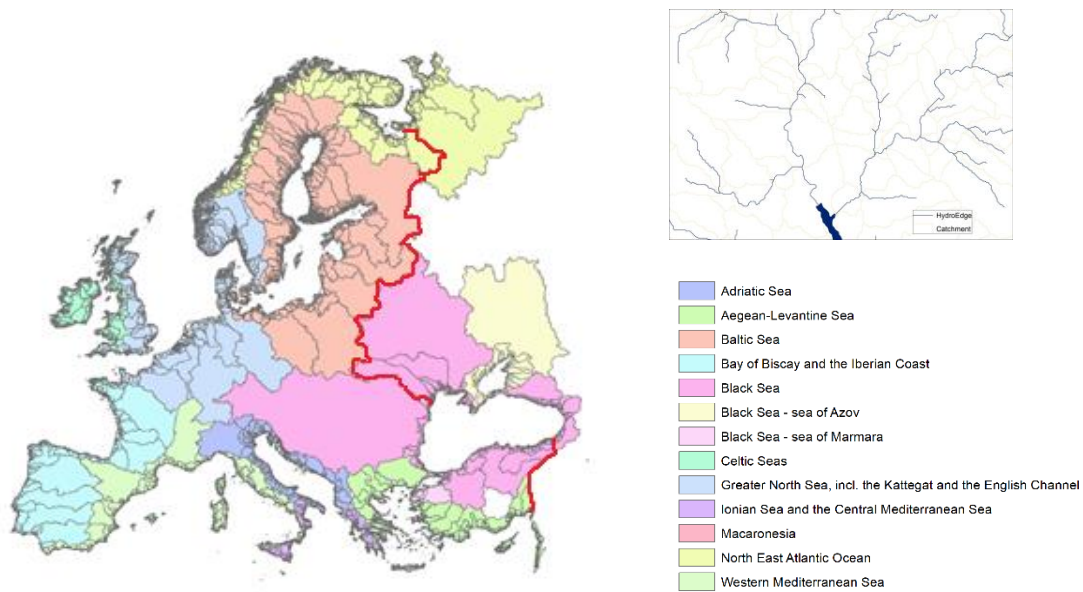 HydroEdge
Catchment
Adriatic Sea
Aegean-Levantine Sea
Baltic Sea
Bay of Biscay and the Iberian Coast
Black Sea
Black Sea - sea of Azov
Black Sea - sea of Marmara
Celtic Seas
Greater North Sea, incl. the Kattegat and the English Channel
Ionian Sea and the Central Mediterranean Sea
Macaronesia
North East Atlantic Ocean
Western Mediterranean Sea